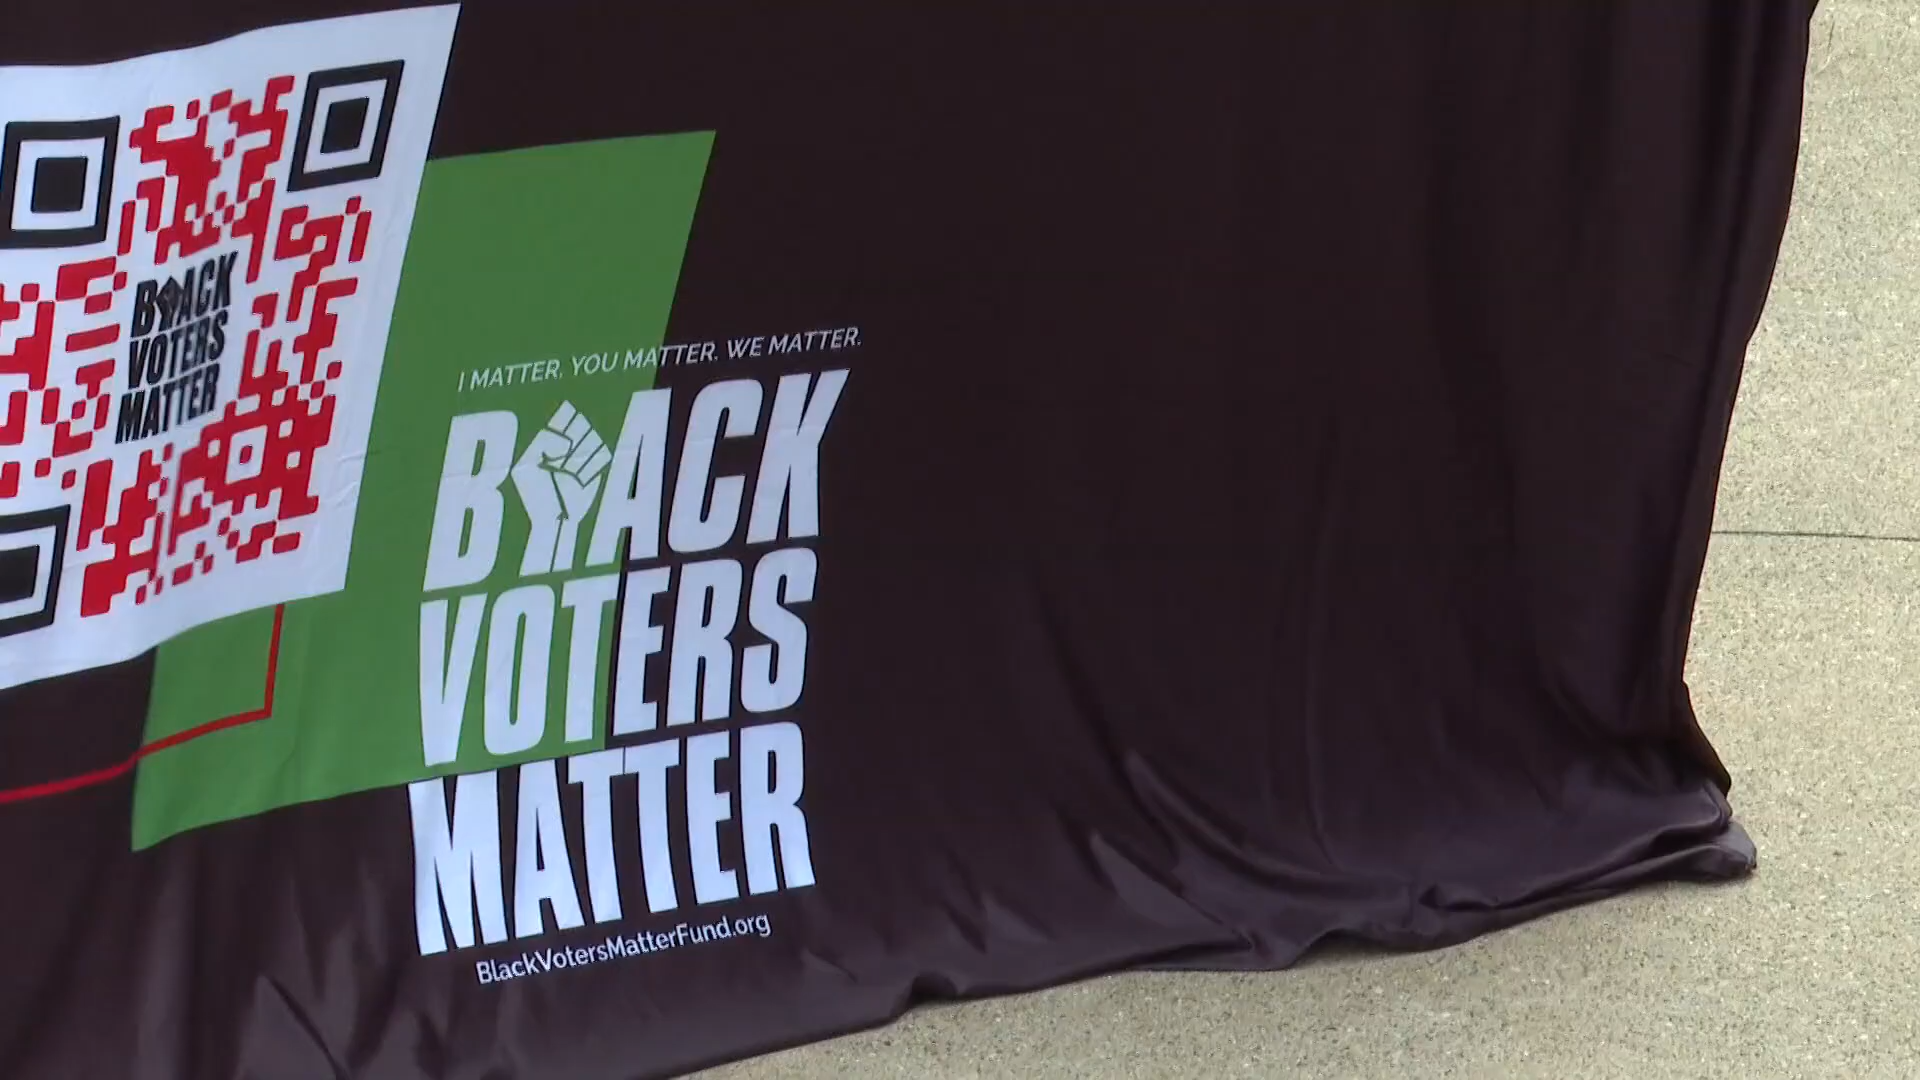 BLACK
VOTERS
MATTER
I MATTER. YOU MATTER. WE MATTER.
BLACK
VOTERS
MATTER
BlackVotersMatterFund.org